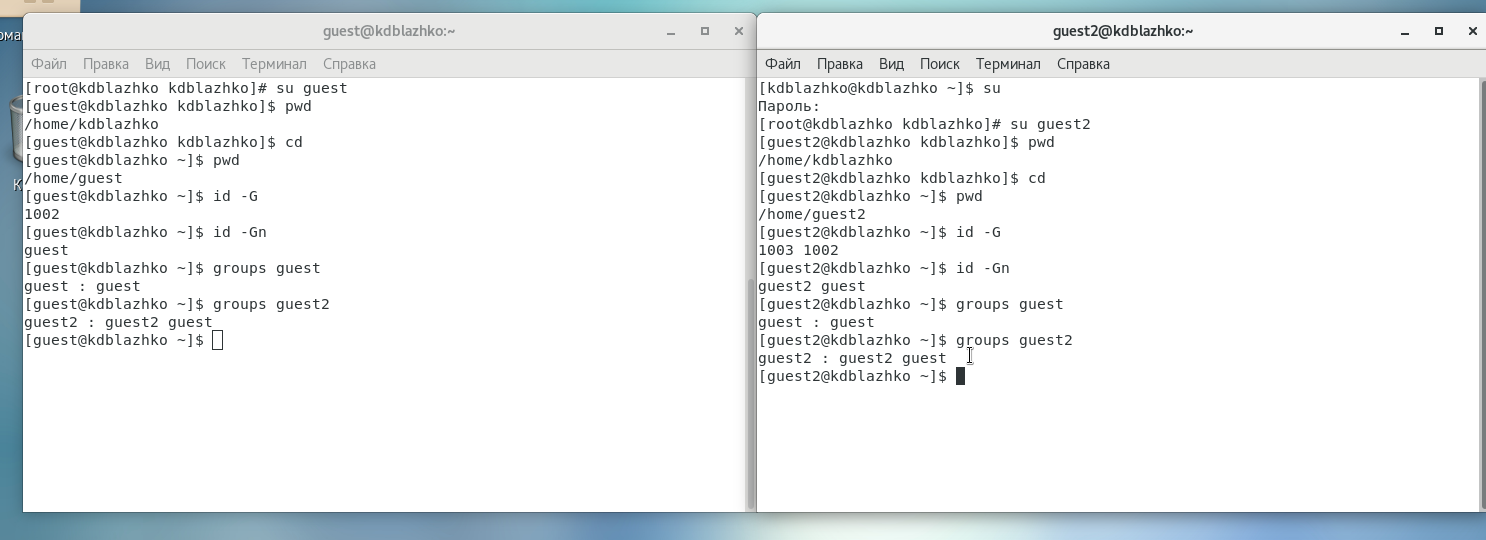 guest@kdblazhko:~
Файл Правка Вид Поиск Терминал Справка
[root@kdblazhko kdblazhko]# su guest
[guest@kdblazhko kdblazhko]$ pwd
/home/kdblazhko
[guest@kdblazhko kdblazhko]$ cd
[guest@kdblazhko ~]$ pwd
/home/guest
[guest@kdblazhko ~]$ id -G
1002
[guest@kdblazhko ~]$ id -Gn
guest
[guest@kdblazhko ~]$ groups guest
guest : guest
[guest@kdblazhko ~]$ groups guest2
guest2 : guest2 guest
[guest@kdblazhko ~]$
guest2@kdblazhko:~
Файл Правка Вид Поиск Терминал Справка
[kdblazhko@kdblazhko ~]$ su
Пароль:
[root@kdblazhko kdblazhko]# su guest2
[guest2@kdblazhko kdblazhko]$ pwd
/home/kdblazhko
[guest2@kdblazhko kdblazhko]$ cd
[guest2@kdblazhko ~]$ pwd
/home/guest2
[guest2@kdblazhko ~]$ id -G
1003 1002
[guest2@kdblazhko ~]$ id -Gn
guest2 guest
[guest2@kdblazhko ~]$ groups guest
guest : guest
[guest2@kdblazhko ~]$ groups guest2
guest2 : guest2 guest
[guest2@kdblazhko ~]$